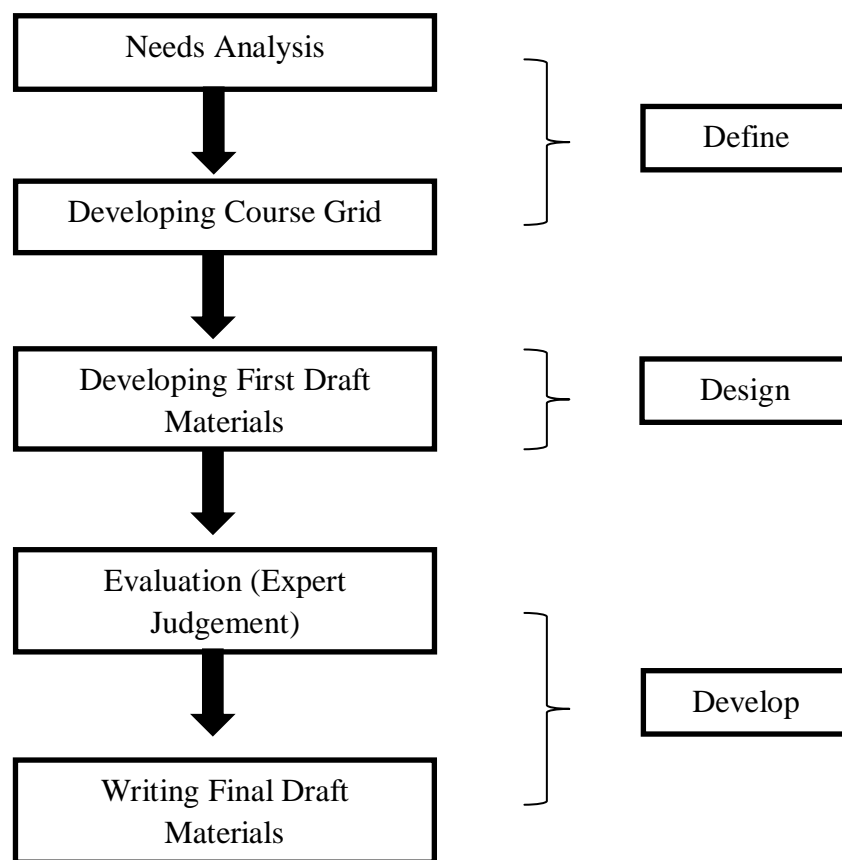 Needs Analysis
Define
Developing Course Grid
Developing First Draft
Materials
Design
Evaluation (Expert
Judgement)
Develop
Writing Final Draft
Materials